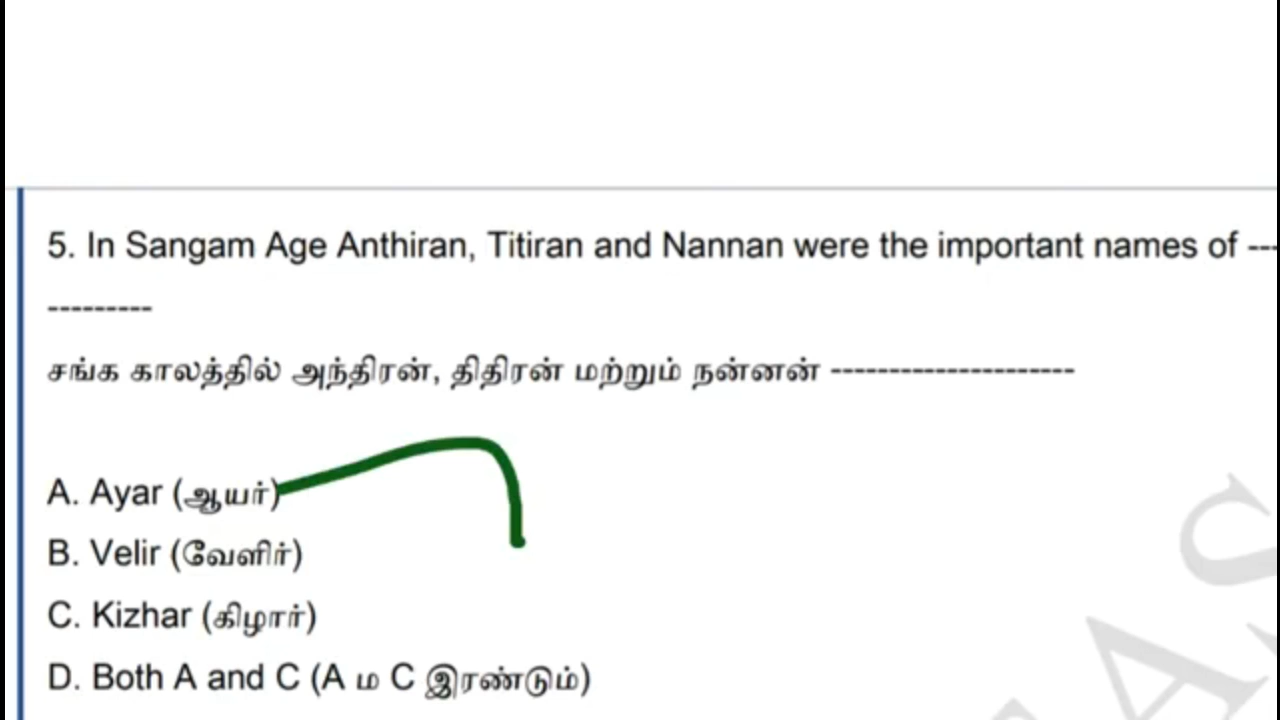 5. In Sangam Age Anthiran, Titiran and Nannan were the important names of ---
---------
சங்க காலத்தில் அந்திரன், திதிரன் மற்றும் நன்னன் ---------------------
A. Ayar (ஆயர்)
B. Velir (வேளிர்)
C. Kizhar (கிழார்)
D. Both A and C (A ம C இரண்டும்)
AS